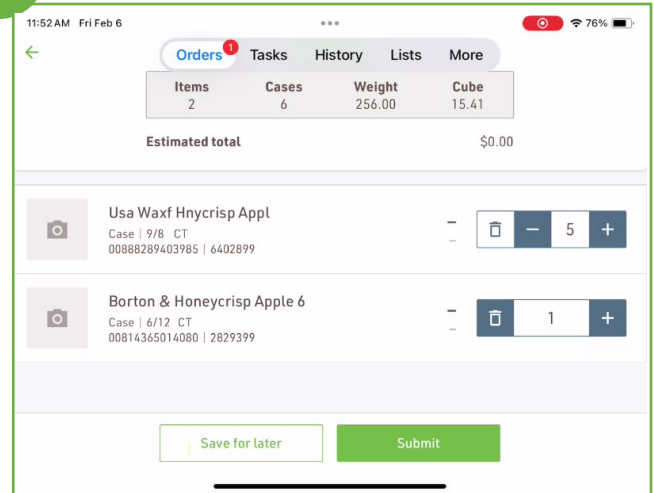 11:52 AM Fri Feb 6
76%
Orders 1 Tasks History Lists More
Items Cases Weight Cube
2 6 256.00 15.41
Estimated total $0.00
Usa Waxf Hnycrisp Appl
Case | 9/8 CT
00888289403985 | 6402899
5
Borton & Honeycrisp Apple 6
Case | 6/12 CT
00814365014080 | 2829399
1
Save for later Submit